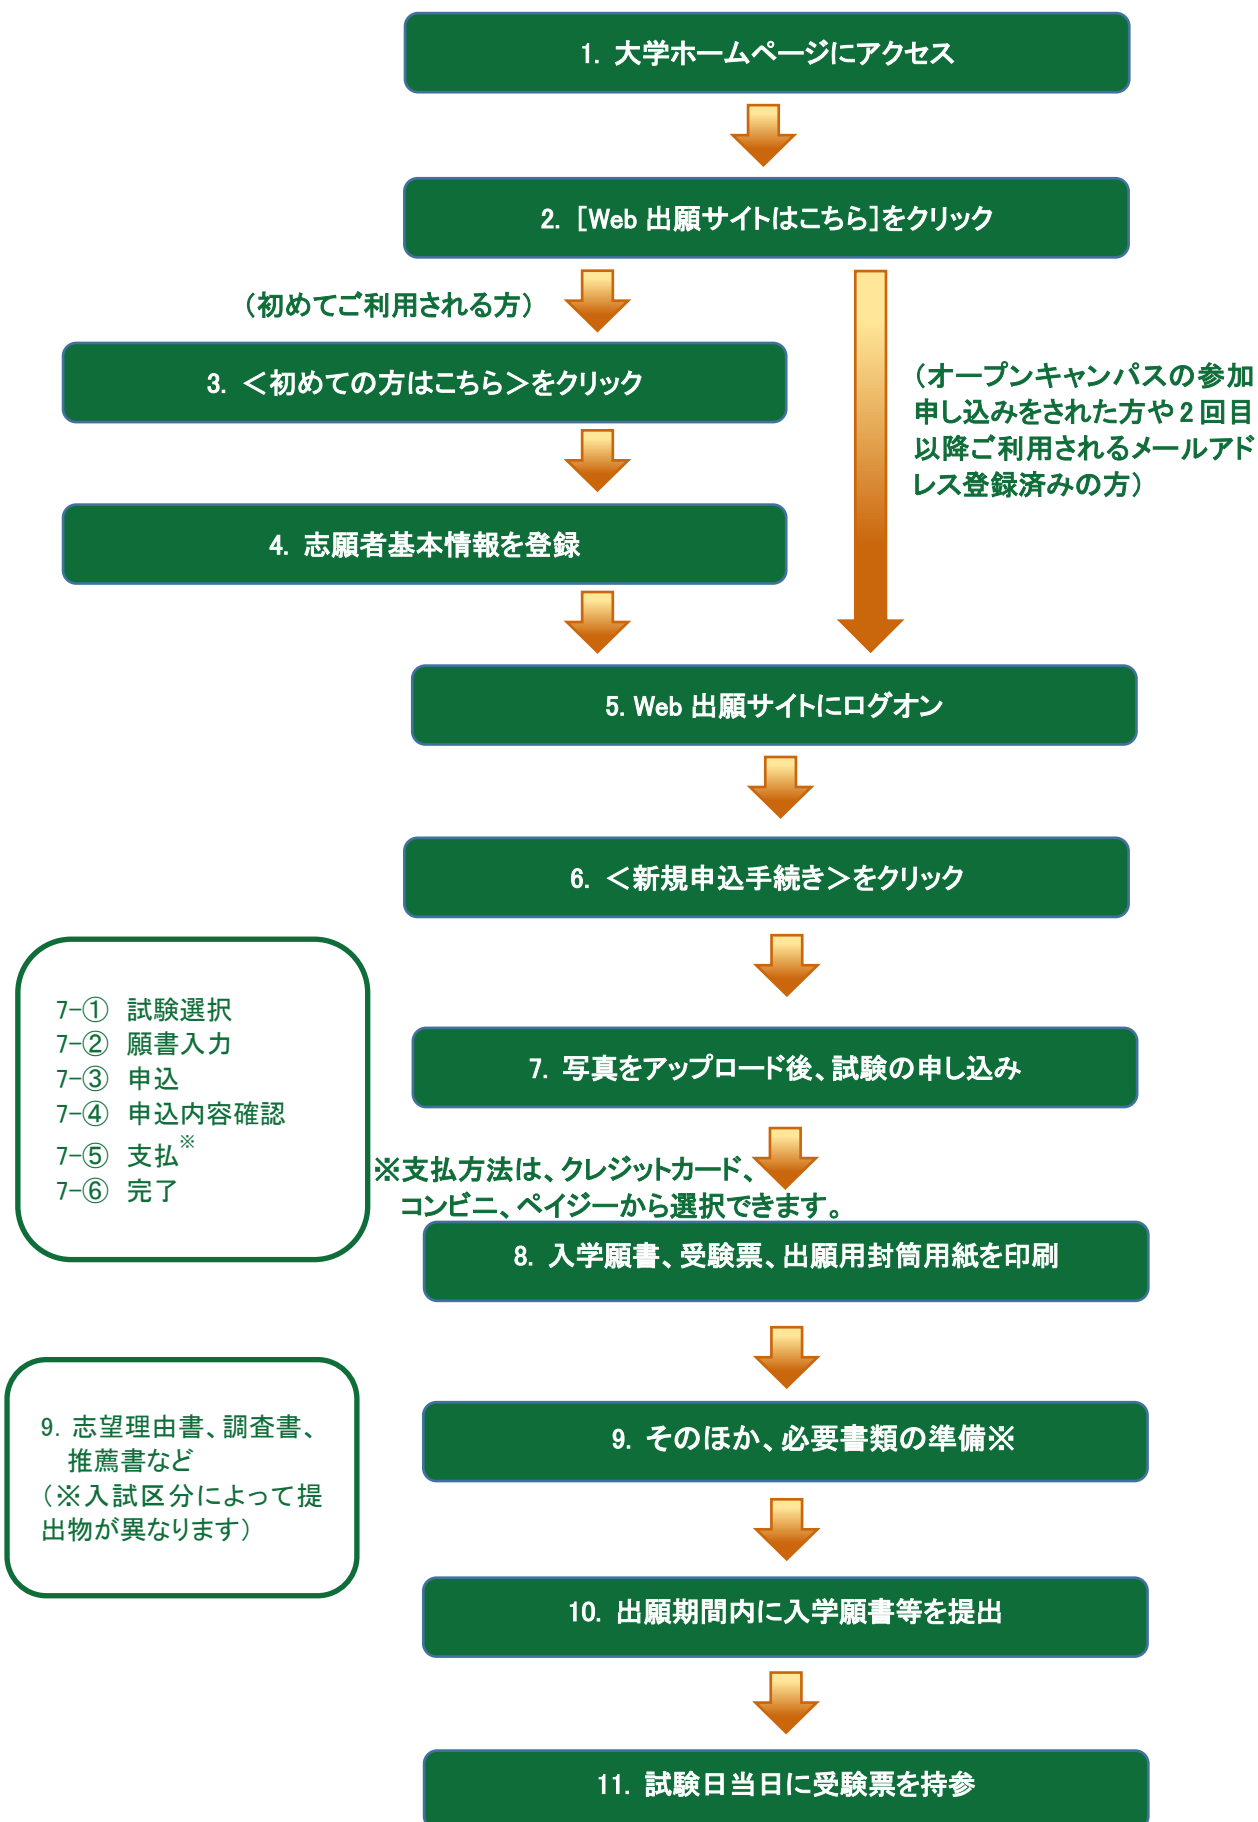 1. 大学ホームページにアクセス
2. [Web 出願サイトはこちら]をクリック
（初めてご利用される方）
3. ＜初めての方はこちら＞をクリック
（オープンキャンパスの参加
申し込みをされた方や２回目
以降ご利用されるメールアド
レス登録済みの方）
4. 志願者基本情報を登録
5. Web 出願サイトにログオン
6. ＜新規申込手続き＞をクリック
7-① 試験選択
7-② 願書入力
7-③ 申込
7-④ 申込内容確認
7-⑤ 支払※
7-⑥ 完了
7. 写真をアップロード後、試験の申し込み
※支払方法は、クレジットカード、
コンビニ、ペイジーから選択できます。
8. 入学願書、受験票、出願用封筒用紙を印刷
9. 志望理由書、調査書、
推薦書など
（※入試区分によって提
出物が異なります）
9. そのほか、必要書類の準備※
10. 出願期間内に入学願書等を提出
11. 試験日当日に受験票を持参